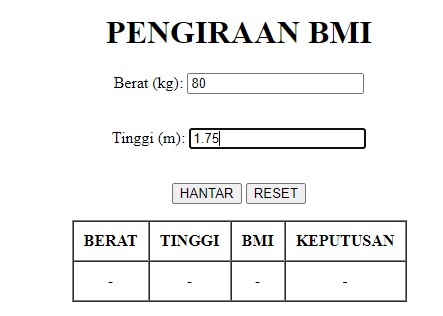 PENGIRAAN BMI
Berat (kg): 80
Tinggi (m): 1.75
HANTAR RESET
BERAT TINGGI BMI KEPUTUSAN
- - - -